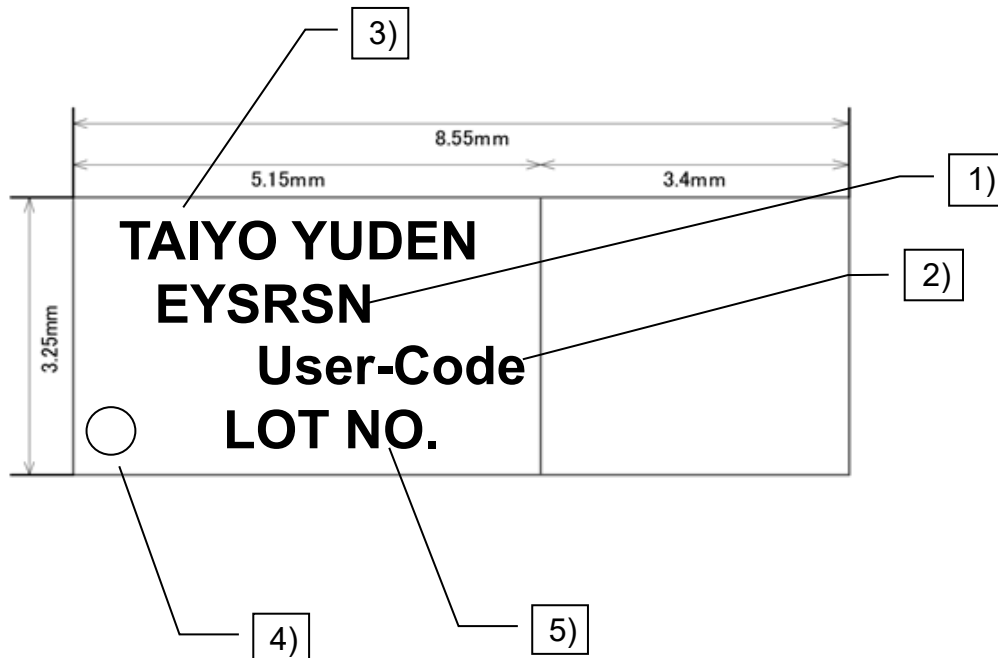 3)
8.55mm
5.15mm 3.4mm
1)
TAIYO YUDEN
EYSRSN
2)
3.25mm
User-Code
LOT NO.
4)
5)